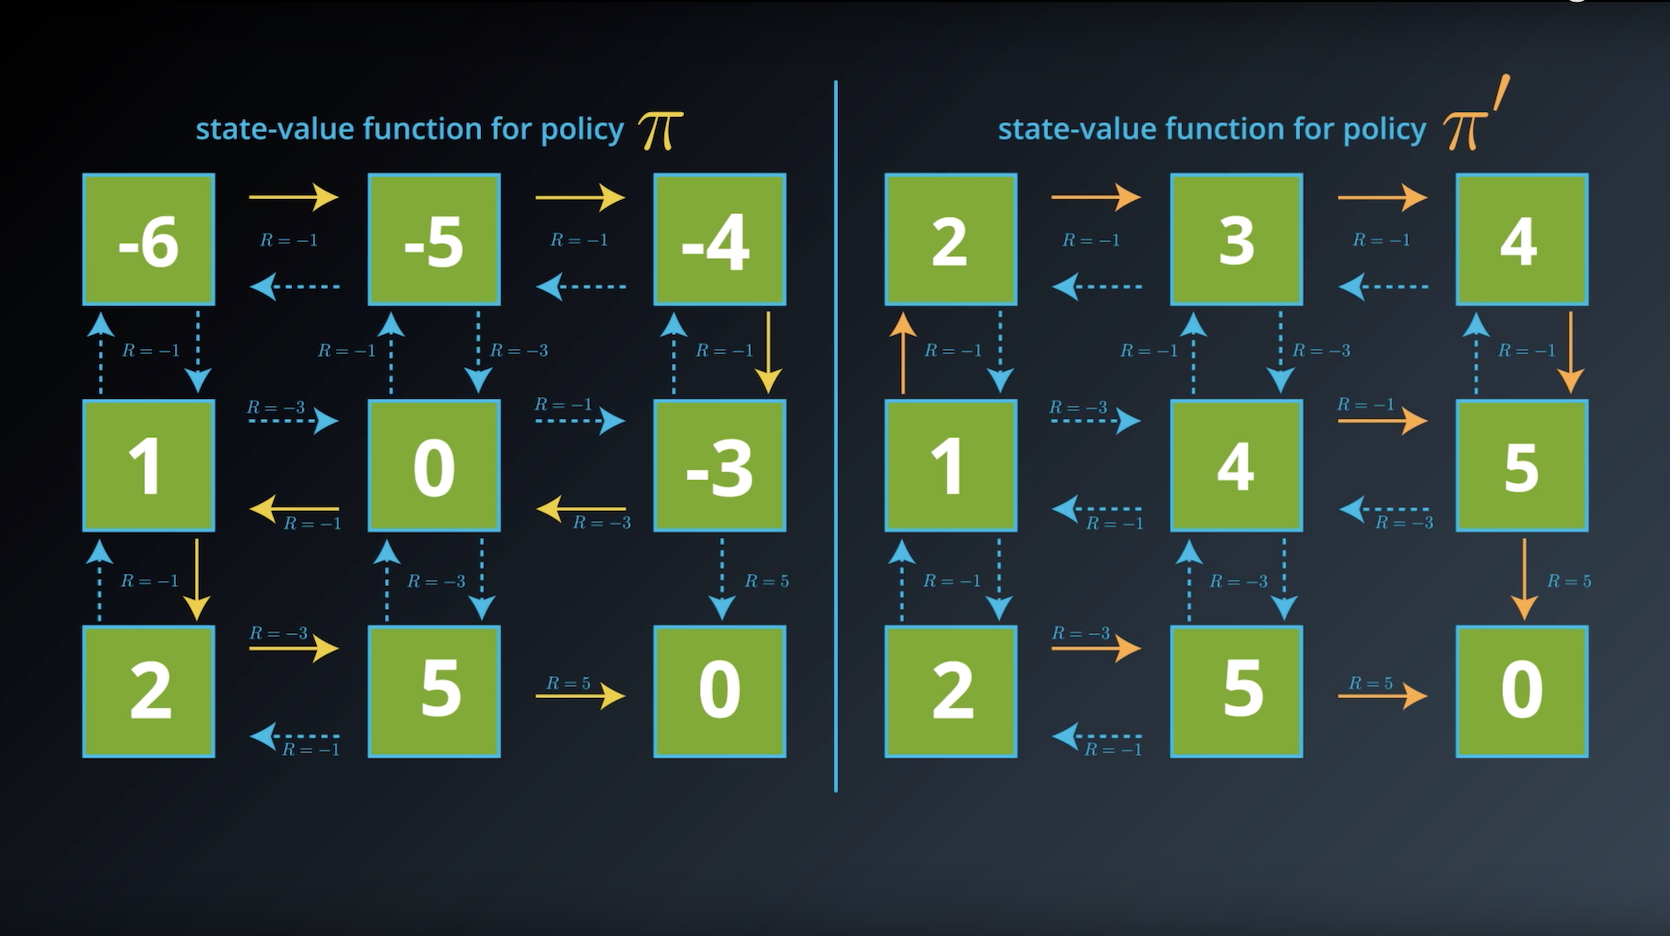 state-value function for policy π
state-value function for policy π′
-6 R = −1 -5 R = −1 -4
2 R = −1 3 R = −1 4
R = −1 R = −1 R = −3 R = −1
R = −1 R = −1 R = −3 R = −1
R = −3 R = −1
R = −3 R = −1
1 0 -3
1 4 5
R = −1 R = −3
R = −1 R = −3
R = −1 R = −3 R = 5
R = −1 R = −3 R = 5
R = −3
R = −3
2 5 R = 5 0
2 5 R = 5 0
R = −1
R = −1